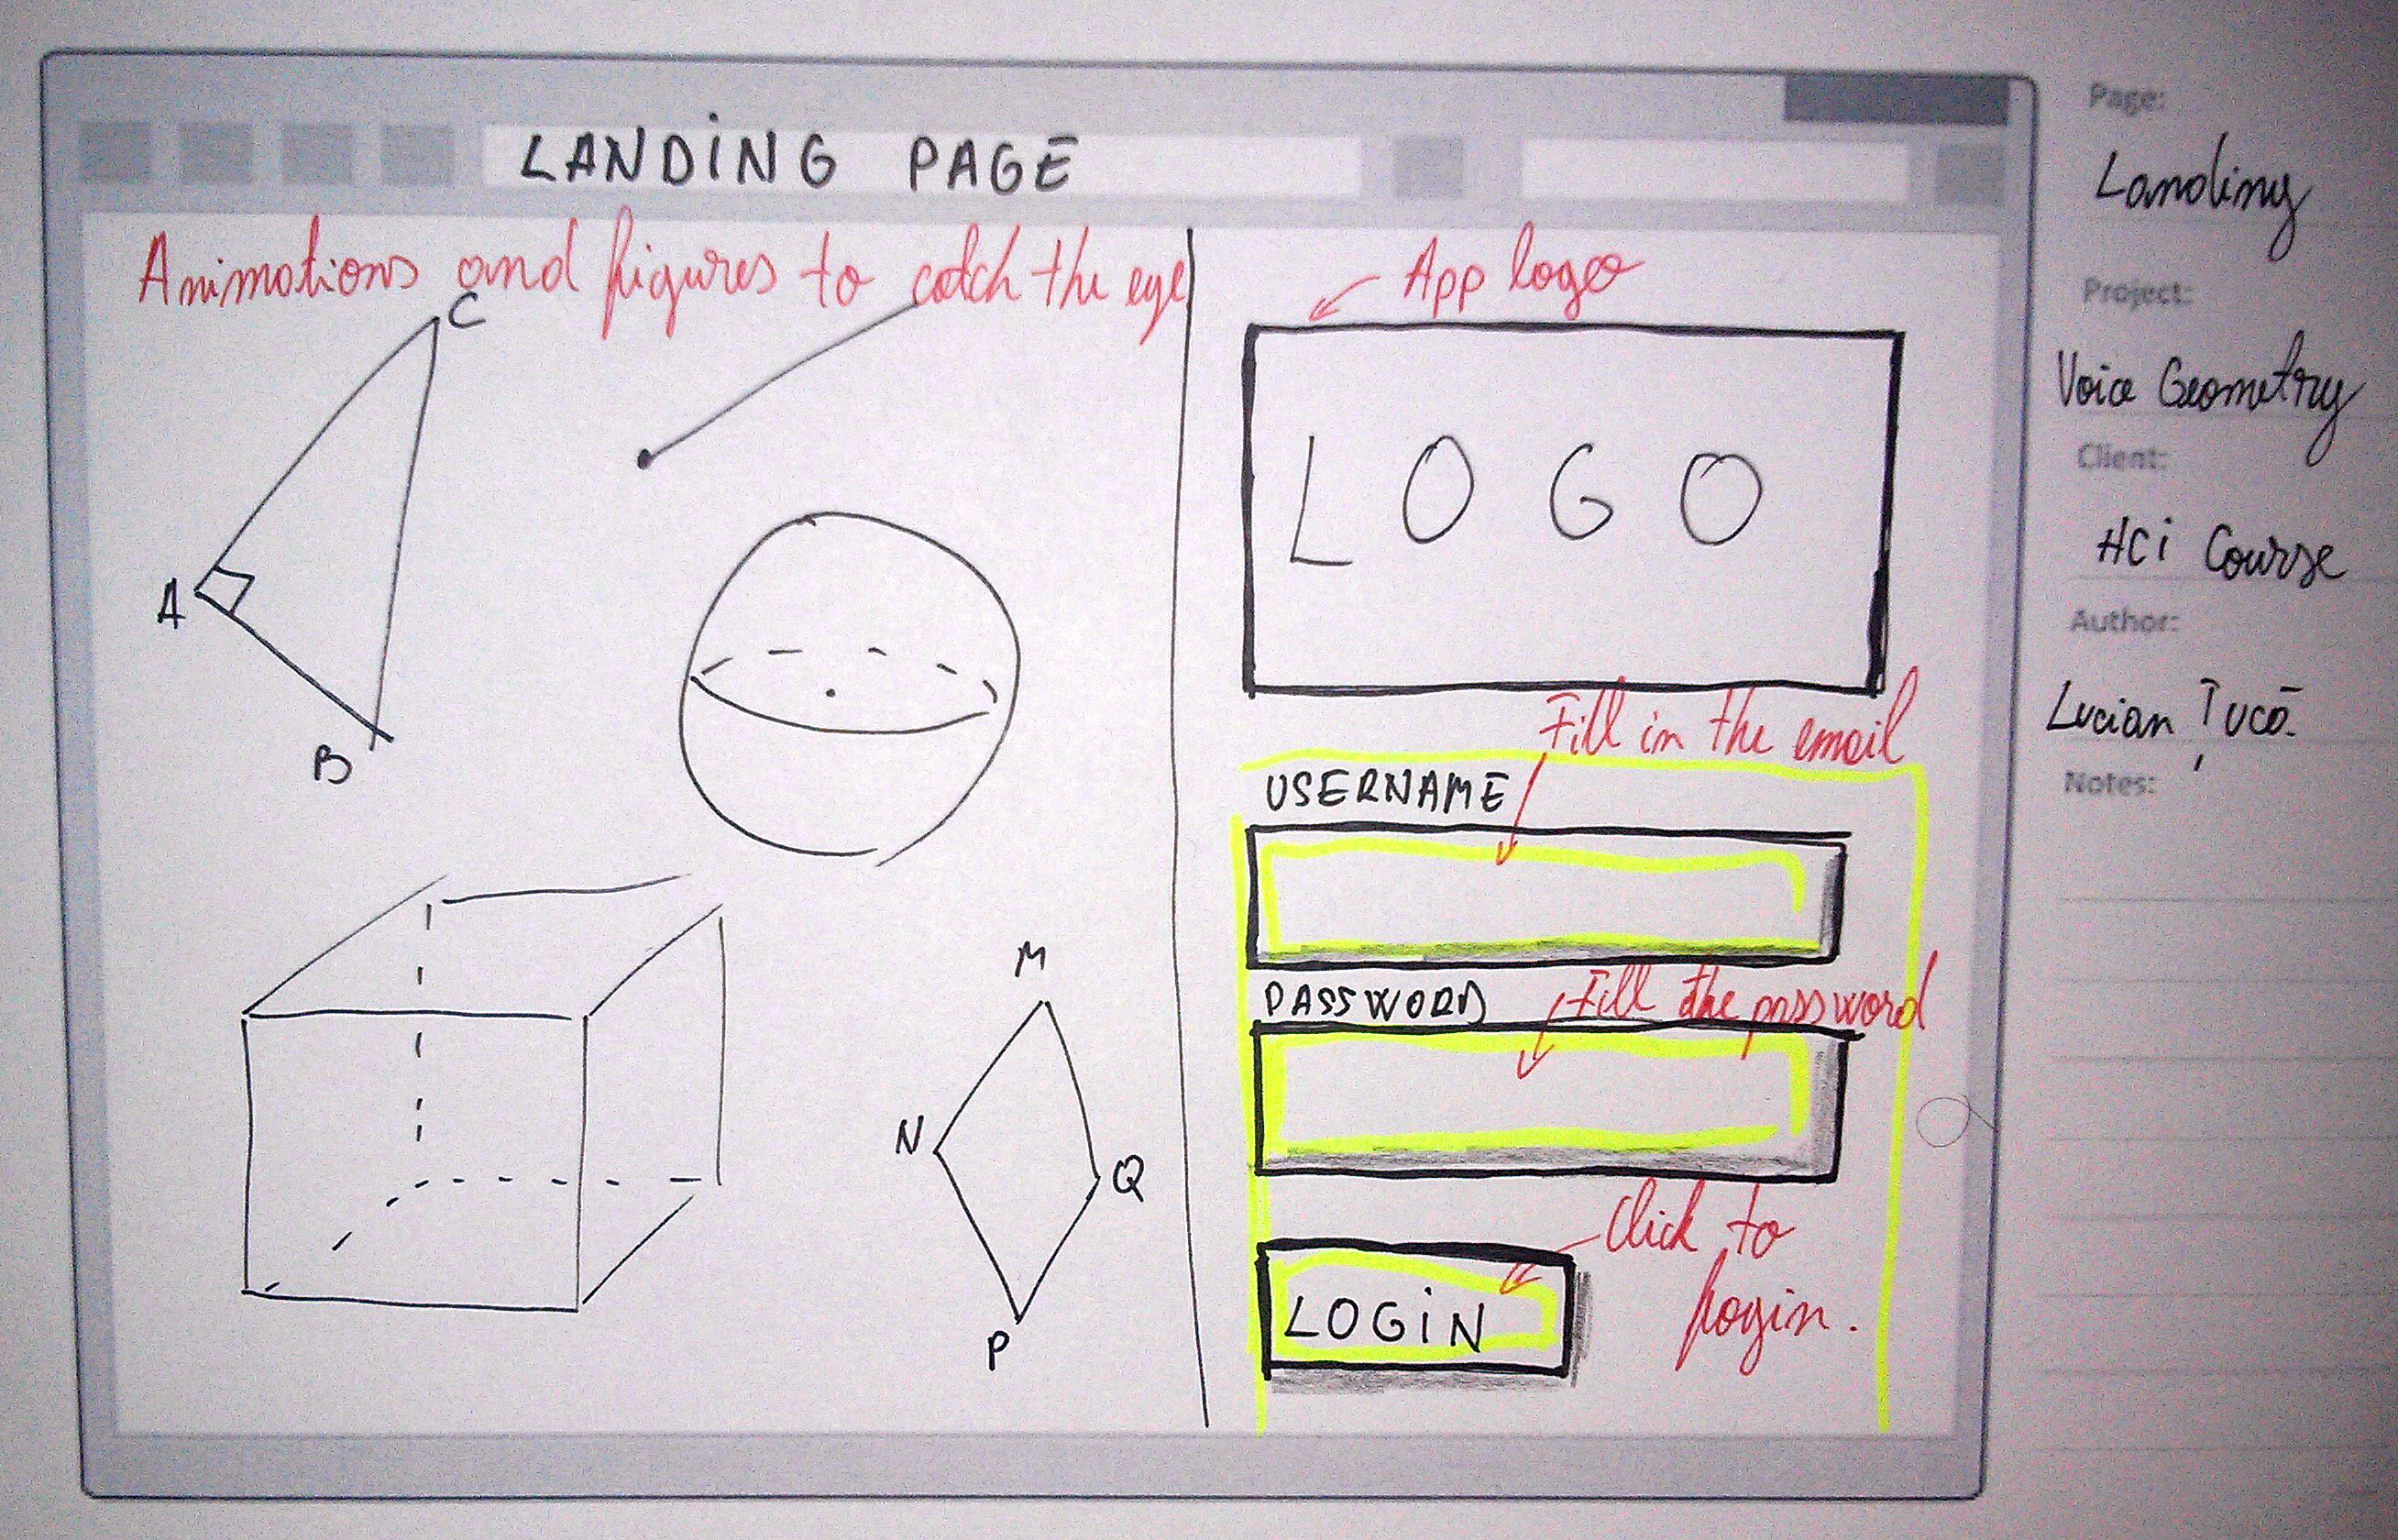 LANDING PAGE
Animations and figures to catch the eye
C
A
B
M
N
Q
P
App logo
LOGO
Fill in the email
USERNAME
PASSWORD
Fill the password
LOGIN
Click to
login.
Page:
Landing
Project:
Voice Geometry
Client:
HCI Course
Author:
Lucian Țucă
Notes: